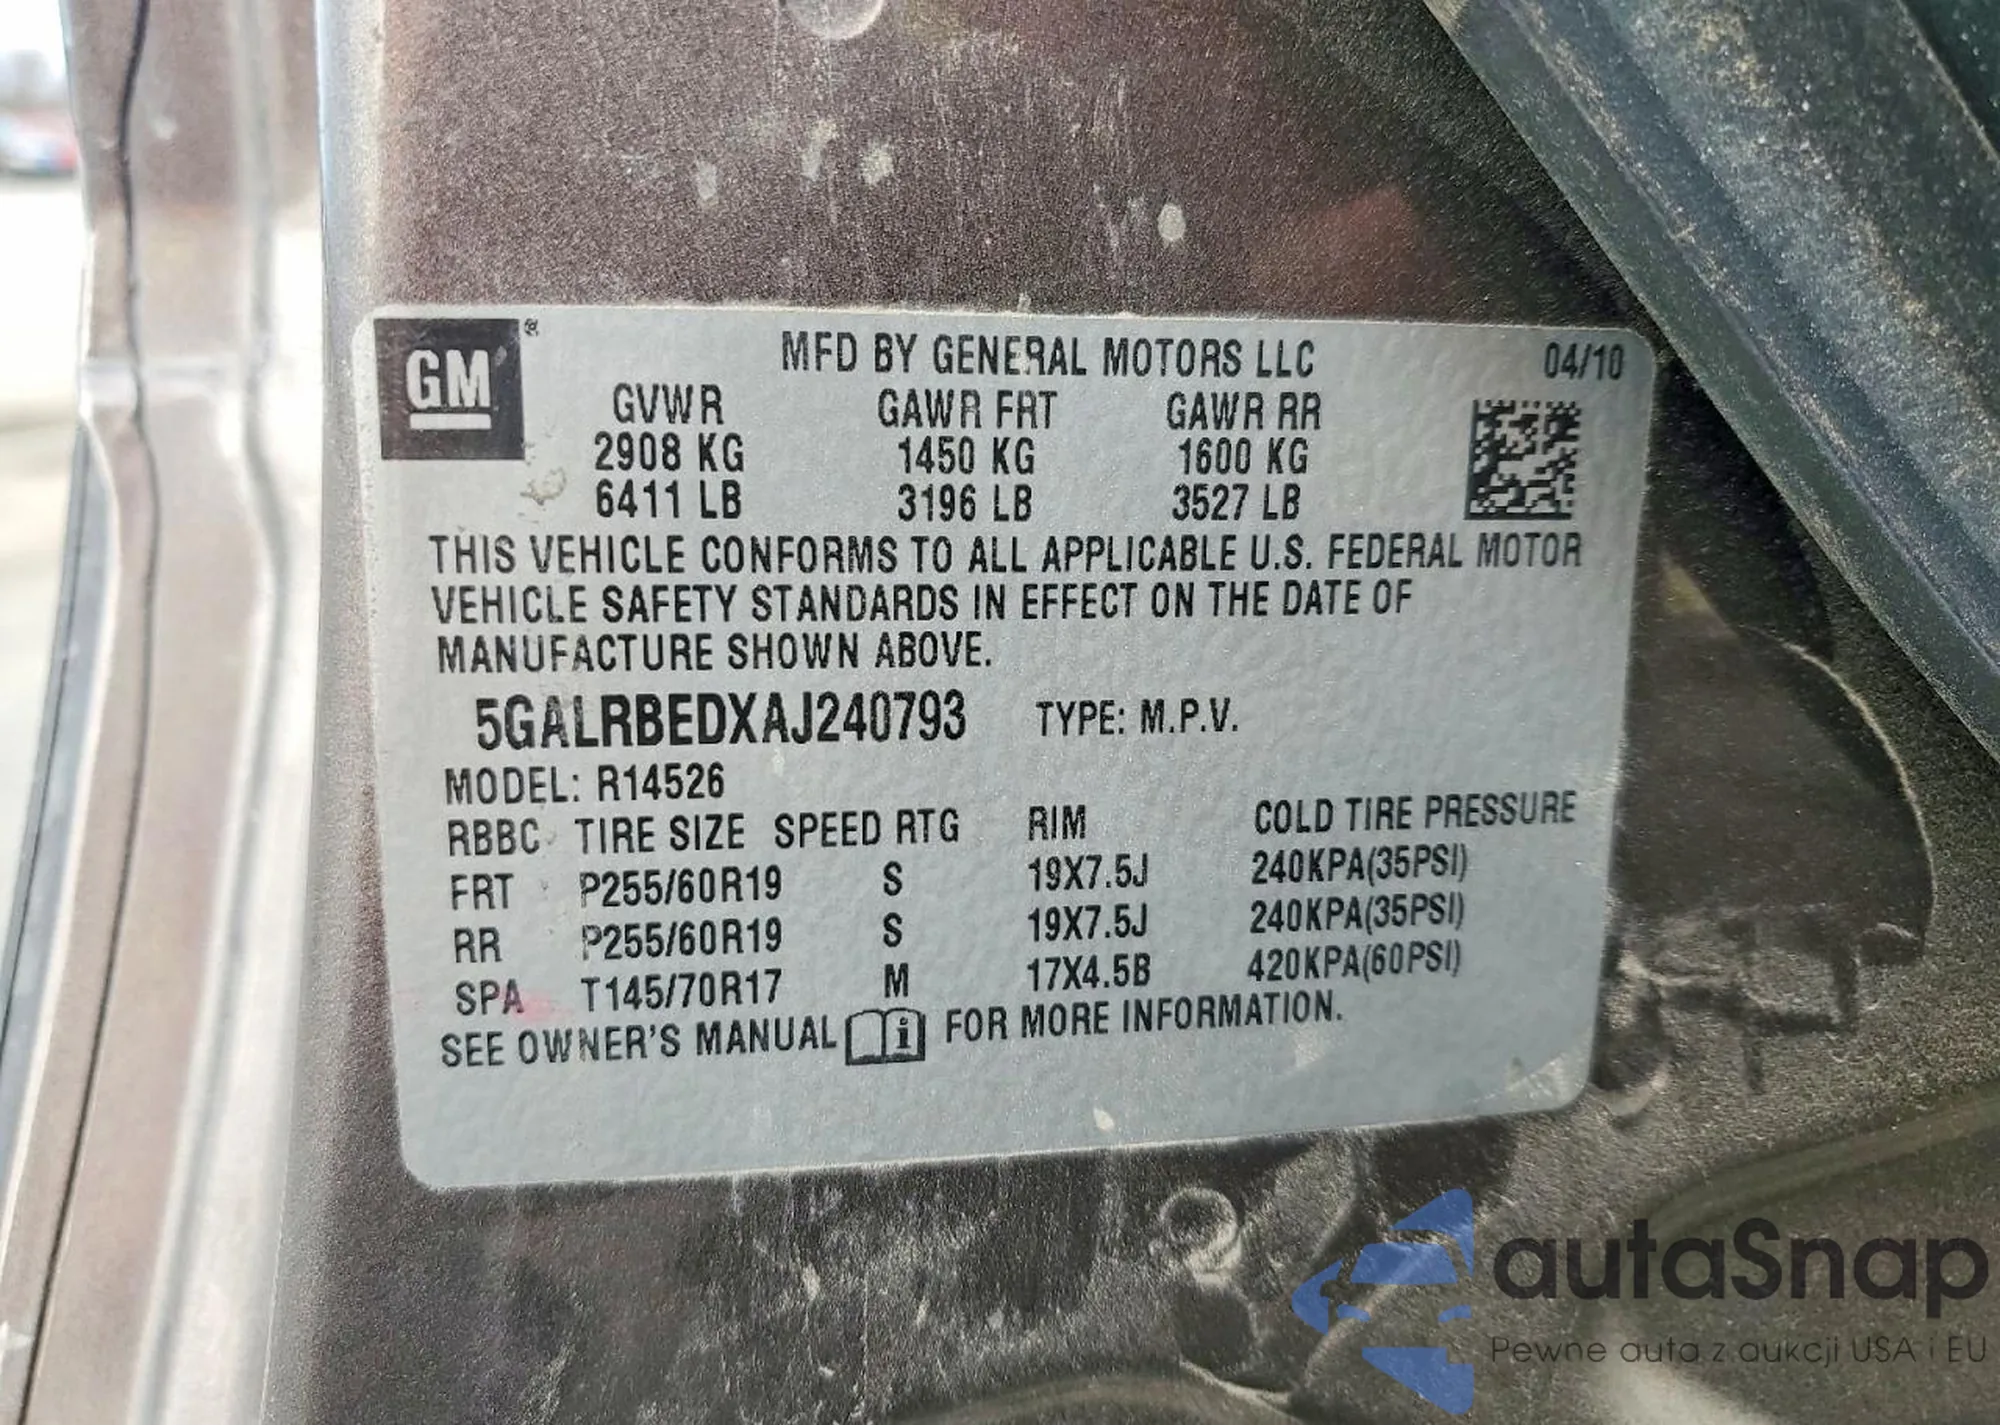 GM ®
MFD BY GENERAL MOTORS LLC 04/10
GVWR GAWR FRT GAWR RR
2908 KG 1450 KG 1600 KG
6411 LB 3196 LB 3527 LB
THIS VEHICLE CONFORMS TO ALL APPLICABLE U.S. FEDERAL MOTOR
VEHICLE SAFETY STANDARDS IN EFFECT ON THE DATE OF
MANUFACTURE SHOWN ABOVE.
5GALRBEDXAJ240793 TYPE: M.P.V.
MODEL: R14526
RBBC TIRE SIZE SPEED RTG RIM COLD TIRE PRESSURE
FRT P255/60R19 S 19X7.5J 240KPA(35PSI)
RR P255/60R19 S 19X7.5J 240KPA(35PSI)
SPA T145/70R17 M 17X4.5B 420KPA(60PSI)
SEE OWNER'S MANUAL i FOR MORE INFORMATION.
autaSnap
Pewne auta z aukcji USA i EU